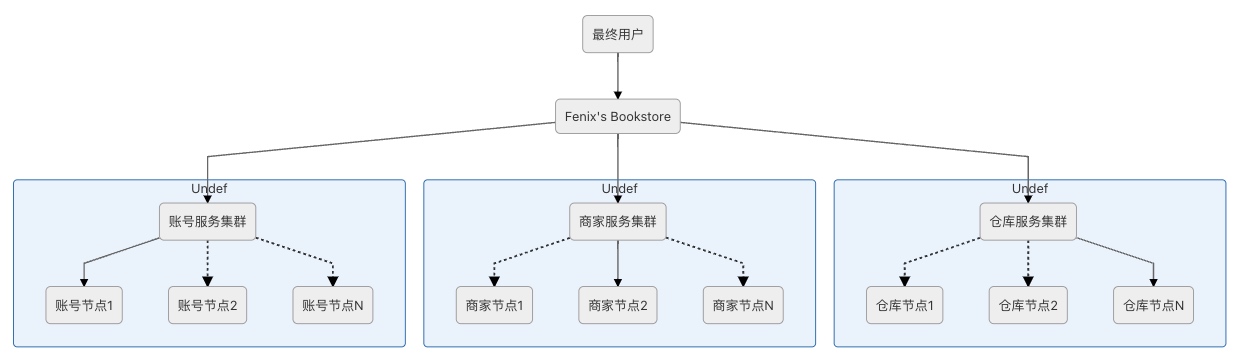 最终用户
Fenix's Bookstore
Undef
Undef
Undef
账号服务集群
商家服务集群
仓库服务集群
账号节点1
账号节点2
账号节点N
商家节点1
商家节点2
商家节点N
仓库节点1
仓库节点2
仓库节点N